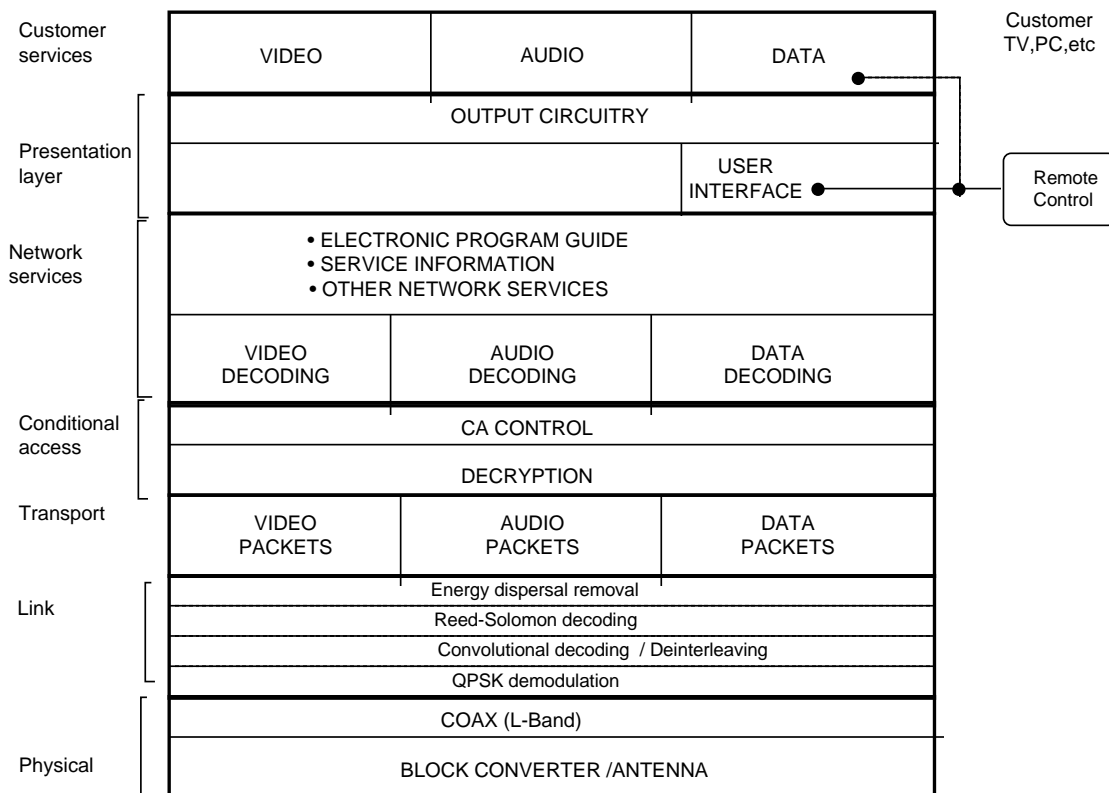 Customer
services
VIDEO
AUDIO
DATA
Customer
TV,PC,etc
Presentation
layer
OUTPUT CIRCUITRY
USER
INTERFACE
Remote
Control
Network
services
• ELECTRONIC PROGRAM GUIDE
• SERVICE INFORMATION
• OTHER NETWORK SERVICES
VIDEO
DECODING
AUDIO
DECODING
DATA
DECODING
Conditional
access
CA CONTROL
DECRYPTION
Transport
VIDEO
PACKETS
AUDIO
PACKETS
DATA
PACKETS
Link
Energy dispersal removal
Reed-Solomon decoding
Convolutional decoding / Deinterleaving
QPSK demodulation
Physical
COAX (L-Band)
BLOCK CONVERTER /ANTENNA